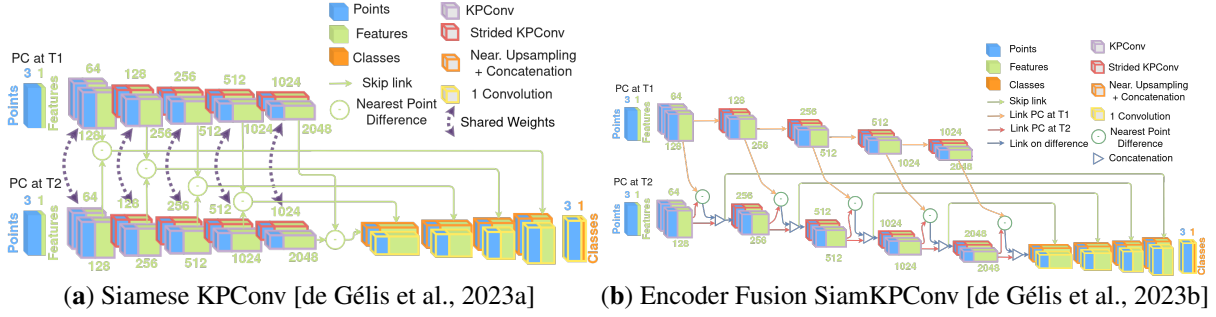 Points
Features
Classes
Skip link
Nearest Point
Difference
KPConv
Strided KPConv
Near. Upsampling
+ Concatenation
1 Convolution
Shared Weights
PC at T1
3 1
Points
Features
64
128
256
512
1024
128
256
512
1024
2048
PC at T2
3 1
Points
Features
64
128
256
512
1024
128
256
512
1024
2048
3 1
Classes
(a) Siamese KPConv [de Gélis et al., 2023a]
Points
Features
Classes
Skip link
Link PC at T1
Link PC at T2
Link on difference
KPConv
Strided KPConv
Near. Upsampling
+ Concatenation
1 Convolution
Nearest Point
Difference
Concatenation
PC at T1
3 1
Points
Features
64
128
256
512
1024
128
256
512
1024
2048
PC at T2
3 1
Points
Features
64
256
512
1024
2048
128
256
512
1024
2048
3 1
Classes
(b) Encoder Fusion SiamKPConv [de Gélis et al., 2023b]